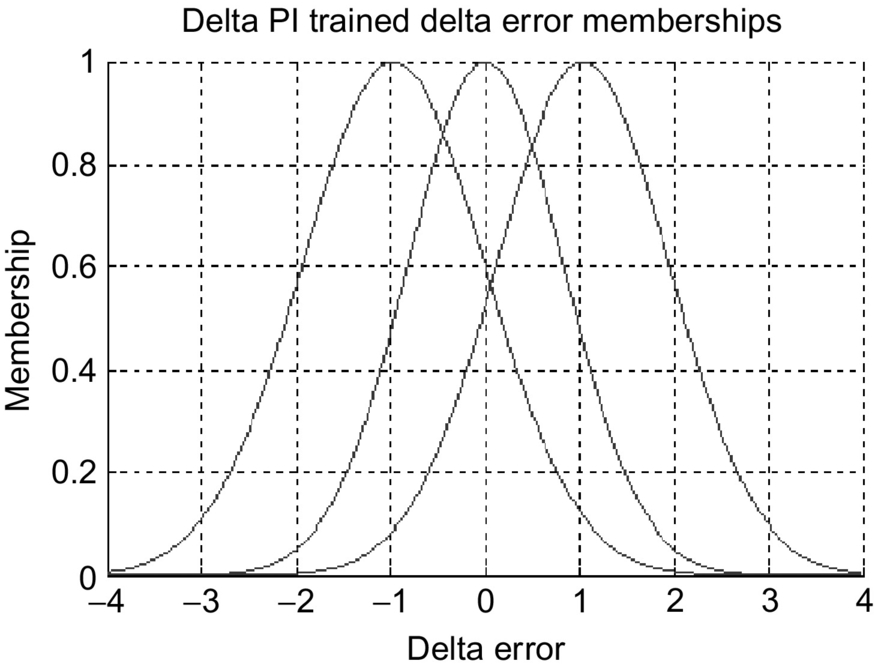 Delta PI trained delta error memberships
1
0.8
0.6
0.4
0.2
0
Membership
–4 –3 –2 –1 0 1 2 3 4
Delta error